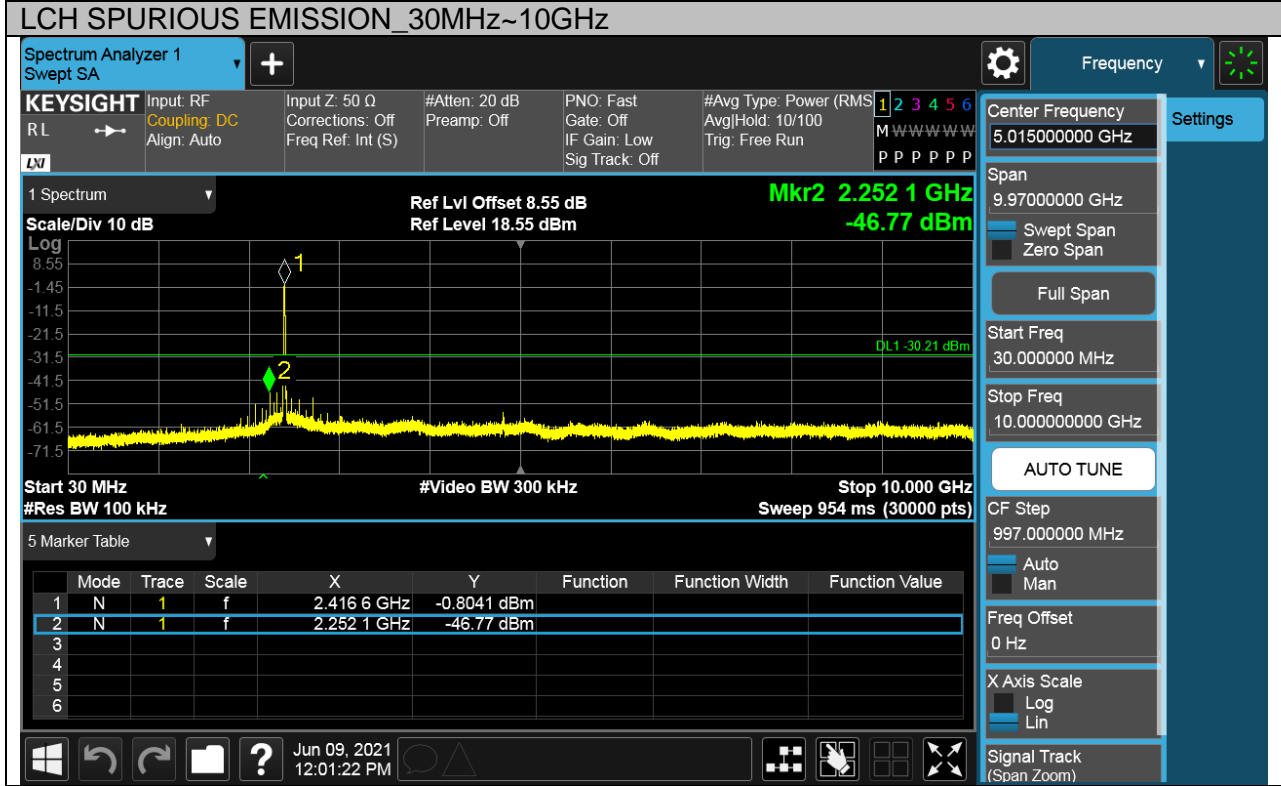 LCH SPURIOUS EMISSION_30MHz~10GHz
Spectrum Analyzer 1
Swept SA
Frequency
KEYSIGHT Input: RF Input Z: 50 Ω #Atten: 20 dB PNO: Fast #Avg Type: Power (RMS 1 2 3 4 5 6
R L Coupling: DC Corrections: Off Preamp: Off Gate: Off Avg|Hold: 10/100 M W W W W W
Align: Auto Freq Ref: Int (S) IF Gain: Low Trig: Free Run
LXI Sig Track: Off P P P P P P
1 Spectrum
Ref Lvl Offset 8.55 dB Mkr2 2.252 1 GHz
Scale/Div 10 dB Ref Level 18.55 dBm -46.77 dBm
Log
8.55
-1.45
-11.5
-21.5
-31.5
-41.5
-51.5
-61.5
-71.5
1
2
DL1 -30.21 dBm
Start 30 MHz #Video BW 300 kHz Stop 10.000 GHz
#Res BW 100 kHz Sweep 954 ms (30000 pts)
5 Marker Table
Mode Trace Scale X Y Function Function Width Function Value
1 N 1 f 2.416 6 GHz -0.8041 dBm
2 N 1 f 2.252 1 GHz -46.77 dBm
3
4
5
6
Center Frequency
5.015000000 GHz
Settings
Span
9.97000000 GHz
Swept Span
Zero Span
Full Span
Start Freq
30.000000 MHz
Stop Freq
10.000000000 GHz
AUTO TUNE
CF Step
997.000000 MHz
Auto
Man
Freq Offset
0 Hz
X Axis Scale
Log
Lin
Signal Track
(Span Zoom)
?
Jun 09, 2021
12:01:22 PM